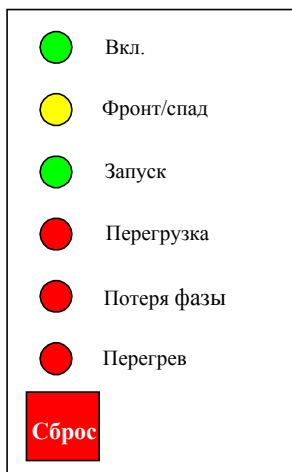 Вкл.
Фронт/спад
Запуск
Перегрузка
Потеря фазы
Перегрев
Сброс